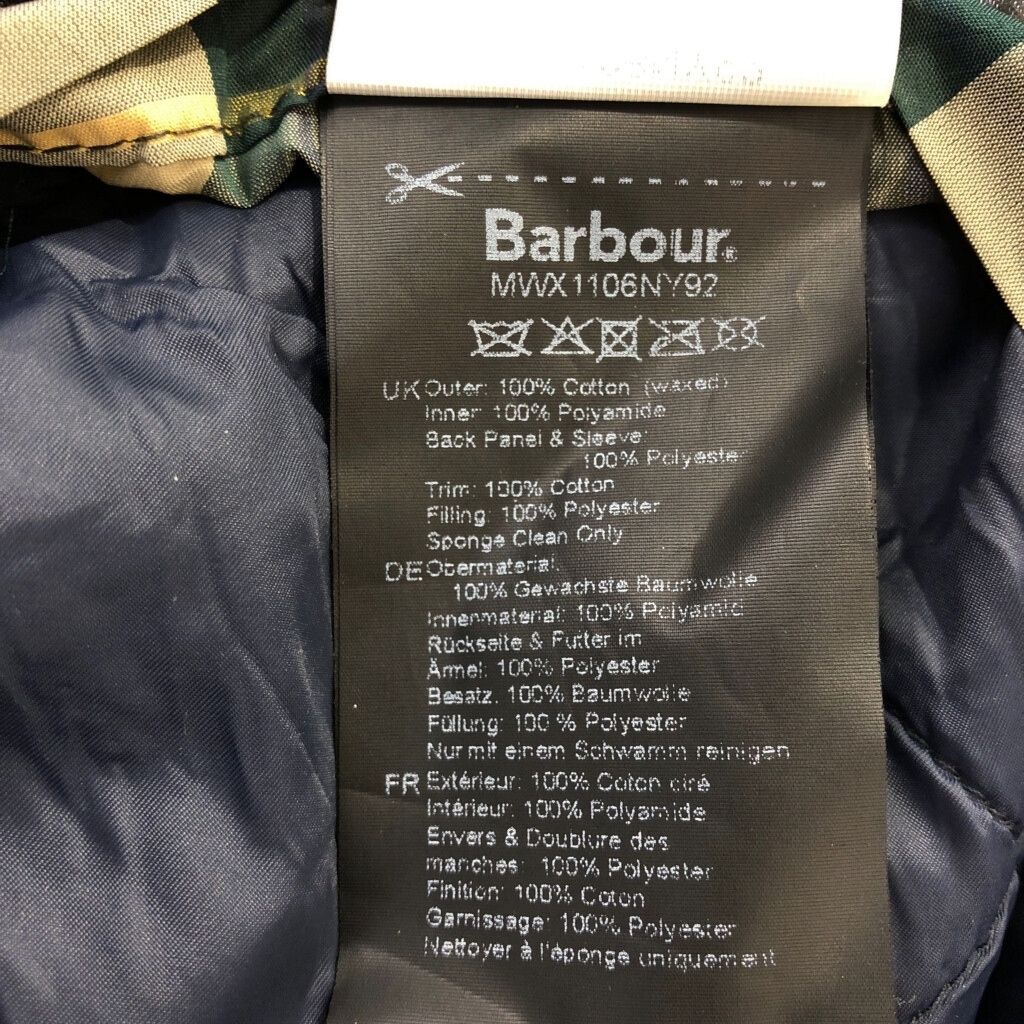 Barbour®
MWX1106NY92
UK Outer: 100% Cotton (waxed)
Inner: 100% Polyamide
Back Panel & Sleeve:
100% Polyester
Trim: 100% Cotton
Filling: 100% Polyester
Sponge Clean Only
DE Obermaterial:
100% Gewachste Baumwolle
Innenmaterial: 100% Polyamid
Rückseite & Futter im
Ärmel: 100% Polyester
Besatz: 100% Baumwolle
Füllung: 100 % Polyester
Nur mit einem Schwamm reinigen
FR Extérieur: 100% Coton ciré
Intérieur: 100% Polyamide
Envers & Doublure des
manches: 100% Polyester
Finition: 100% Coton
Garnissage: 100% Polyester
Nettoyer à l'éponge uniquement